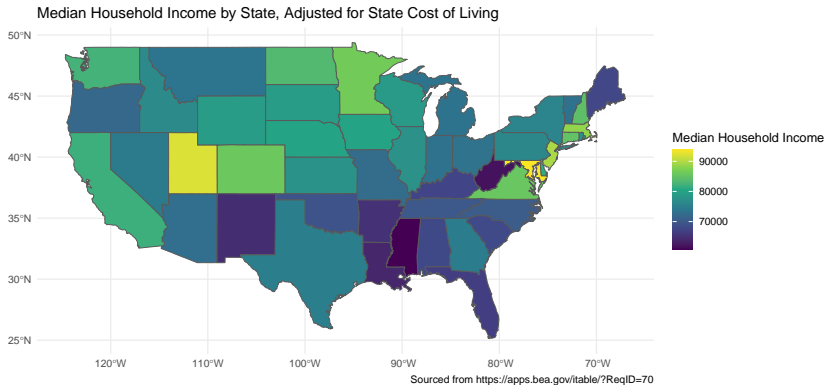 Median Household Income by State, Adjusted for State Cost of Living
50°N
45°N
40°N
35°N
30°N
25°N
120°W 110°W 100°W 90°W 80°W 70°W
Median Household Income
90000
80000
70000
Sourced from https://apps.bea.gov/itable/?ReqID=70